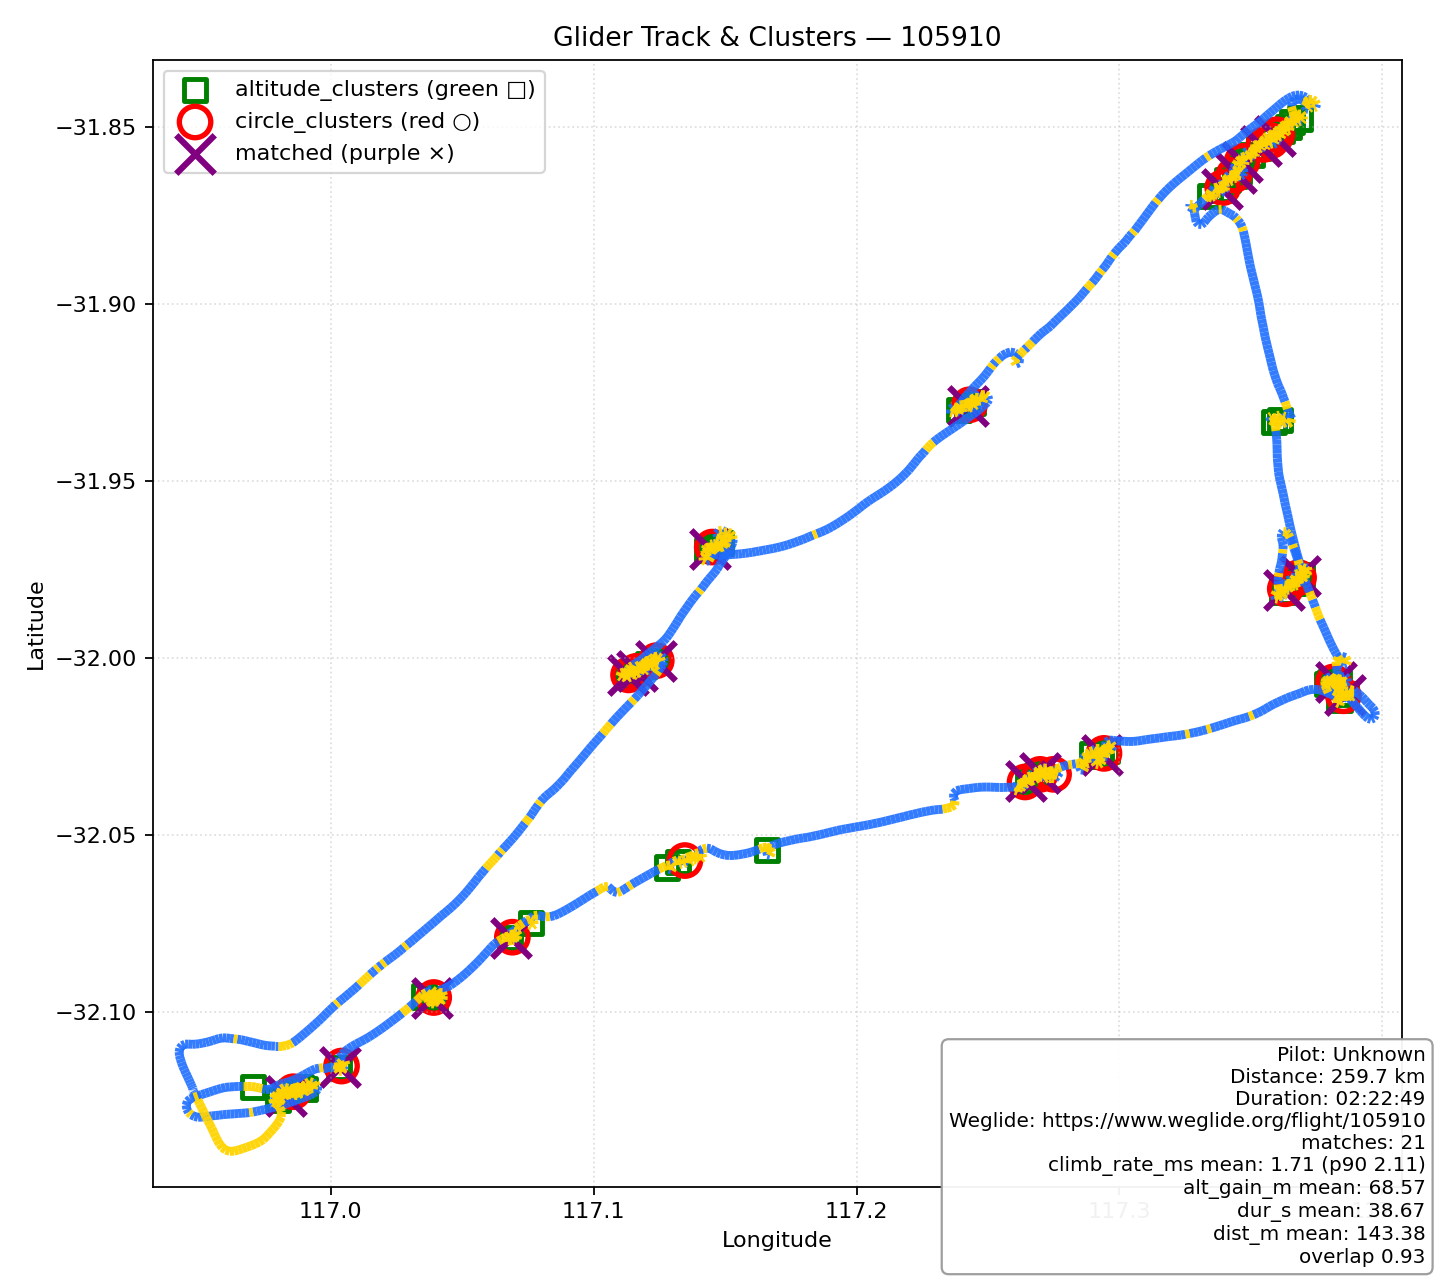 Glider Track & Clusters — 105910
altitude_clusters (green □)
circle_clusters (red ○)
matched (purple ×)
−31.85
−31.90
−31.95
−32.00
−32.05
−32.10
Latitude
117.0
117.1
117.2
117.3
Longitude
Pilot: Unknown
Distance: 259.7 km
Duration: 02:22:49
Weglide: https://www.weglide.org/flight/105910
matches: 21
climb_rate_ms mean: 1.71 (p90 2.11)
alt_gain_m mean: 68.57
dur_s mean: 38.67
dist_m mean: 143.38
overlap 0.93